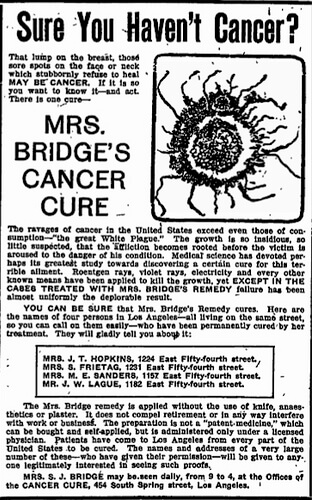 Sure You Haven't Cancer?
That lump on the breast, those
sore spots on the face or neck
which stubbornly refuse to heal
MAY BE CANCER. If it is so
you want to know it—and act.
There is one cure—
MRS.
BRIDGE'S
CANCER
CURE
The ravages of cancer in the United States exceed even those of con-
sumption—"the great White Plague." The growth is so insidious, so
little suspected, that the affliction becomes rooted before the victim is
aroused to the danger of his condition. Medical science has devoted per-
haps its greatest study towards discovering a certain cure for this ter-
rible ailment. Roentgen rays, violet rays, electricity and every other
known means have been applied to kill the growth, yet EXCEPT IN THE
CASES TREATED WITH MRS. BRIDGE'S REMEDY failure has been
almost uniformly the deplorable result.
YOU CAN BE SURE that Mrs. Bridge's Remedy cures. Here are
the names of four persons in Los Angeles—all living on the same street,
so you can call on them easily—who have been permanently cured by her
treatment. They will gladly tell you about it:
MRS. J. T. HOPKINS, 1224 East Fifty-fourth street.
MRS. S. FRIETAG, 1231 East Fifty-fourth street.
MRS. M. E. SANDERS, 1157 East Fifty-fourth street.
MR. J. W. LAGUE, 1182 East Fifty-fourth street.
The Mrs. Bridge remedy is applied without the use of knife, anaes-
thetics or plaster. It does not compel retirement or in any way interfere
with work or business. The preparation is not a "patent-medicine," which
can be bought and self-applied, but is administered only under a licensed
physician. Patients have come to Los Angeles from every part of the
United States to be cured. The names and addresses of a very large
number of these—who have given their permission—will be given to any-
one legitimately interested in seeing such proofs.
MRS. S. J. BRIDGE may be seen daily, from 9 to 4, at the Offices of
the CANCER CURE, 454 South Spring street, Los Angeles.